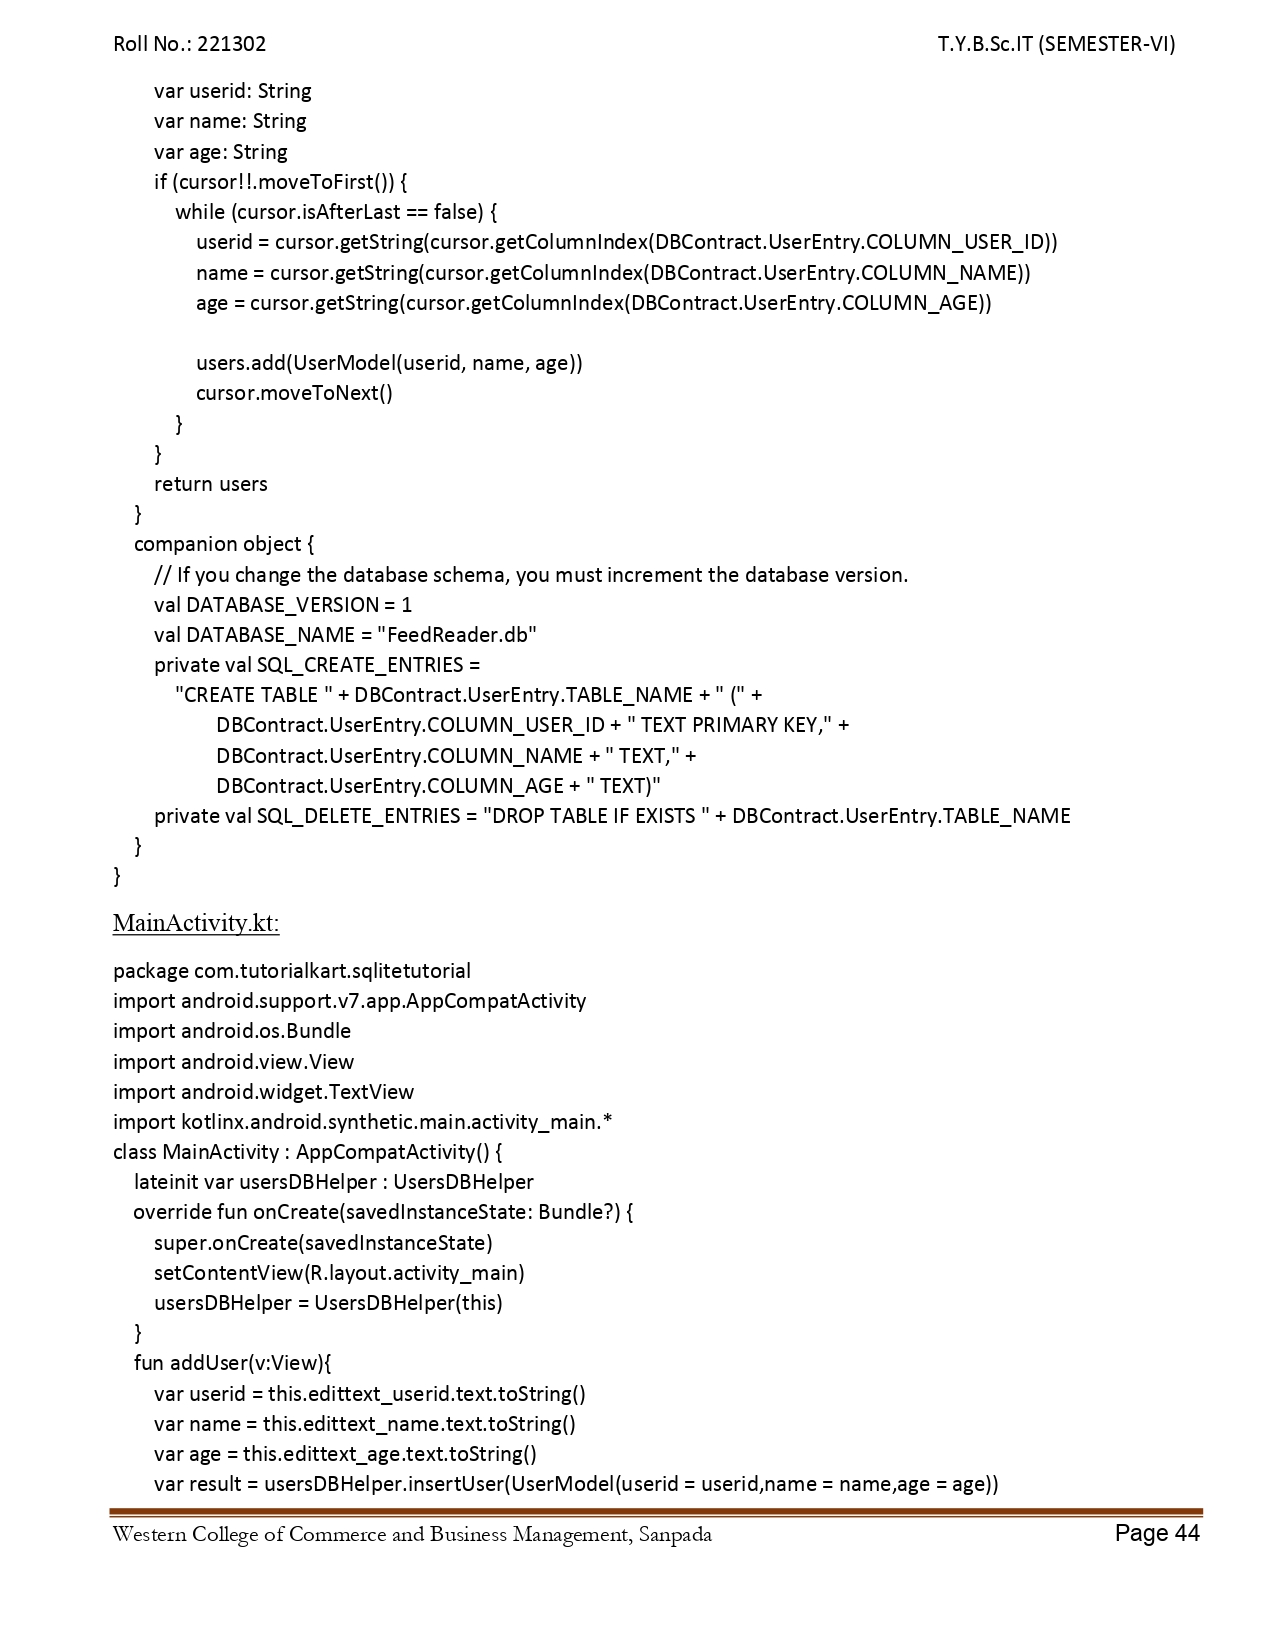 Roll No.: 221302 T.Y.B.Sc.IT (SEMESTER-VI)
var userid: String
var name: String
var age: String
if (cursor!!.moveToFirst()) {
while (cursor.isAfterLast == false) {
userid = cursor.getString(cursor.getColumnIndex(DBContract.UserEntry.COLUMN_USER_ID))
name = cursor.getString(cursor.getColumnIndex(DBContract.UserEntry.COLUMN_NAME))
age = cursor.getString(cursor.getColumnIndex(DBContract.UserEntry.COLUMN_AGE))
users.add(UserModel(userid, name, age))
cursor.moveToNext()
}
}
return users
}
companion object {
// If you change the database schema, you must increment the database version.
val DATABASE_VERSION = 1
val DATABASE_NAME = "FeedReader.db"
private val SQL_CREATE_ENTRIES =
"CREATE TABLE " + DBContract.UserEntry.TABLE_NAME + " (" +
DBContract.UserEntry.COLUMN_USER_ID + " TEXT PRIMARY KEY," +
DBContract.UserEntry.COLUMN_NAME + " TEXT," +
DBContract.UserEntry.COLUMN_AGE + " TEXT)"
private val SQL_DELETE_ENTRIES = "DROP TABLE IF EXISTS " + DBContract.UserEntry.TABLE_NAME
}
}
MainActivity.kt:
package com.tutorialkart.sqlitetutorial
import android.support.v7.app.AppCompatActivity
import android.os.Bundle
import android.view.View
import android.widget.TextView
import kotlinx.android.synthetic.main.activity_main.*
class MainActivity : AppCompatActivity() {
lateinit var usersDBHelper : UsersDBHelper
override fun onCreate(savedInstanceState: Bundle?) {
super.onCreate(savedInstanceState)
setContentView(R.layout.activity_main)
usersDBHelper = UsersDBHelper(this)
}
fun addUser(v:View){
var userid = this.edittext_userid.text.toString()
var name = this.edittext_name.text.toString()
var age = this.edittext_age.text.toString()
var result = usersDBHelper.insertUser(UserModel(userid = userid,name = name,age = age))
Western College of Commerce and Business Management, Sanpada Page 44